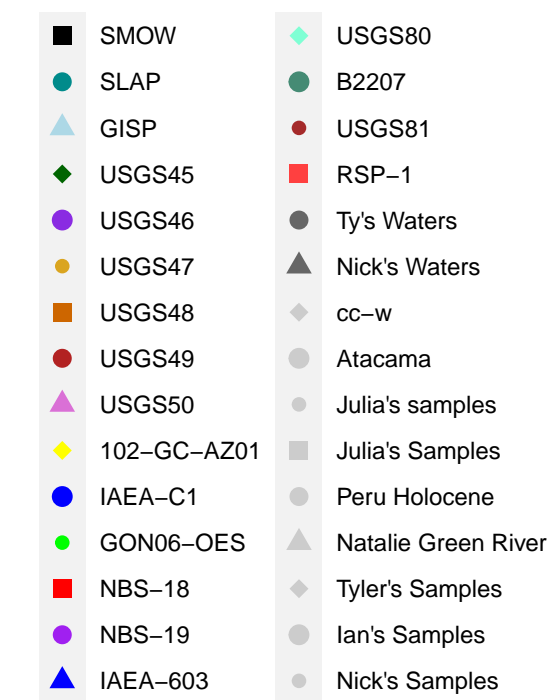 SMOW
SLAP
GISP
USGS45
USGS46
USGS47
USGS48
USGS49
USGS50
102−GC−AZ01
IAEA−C1
GON06−OES
NBS−18
NBS−19
IAEA−603
USGS80
B2207
USGS81
RSP−1
Ty's Waters
Nick's Waters
cc−w
Atacama
Julia's samples
Julia's Samples
Peru Holocene
Natalie Green River
Tyler's Samples
Ian's Samples
Nick's Samples